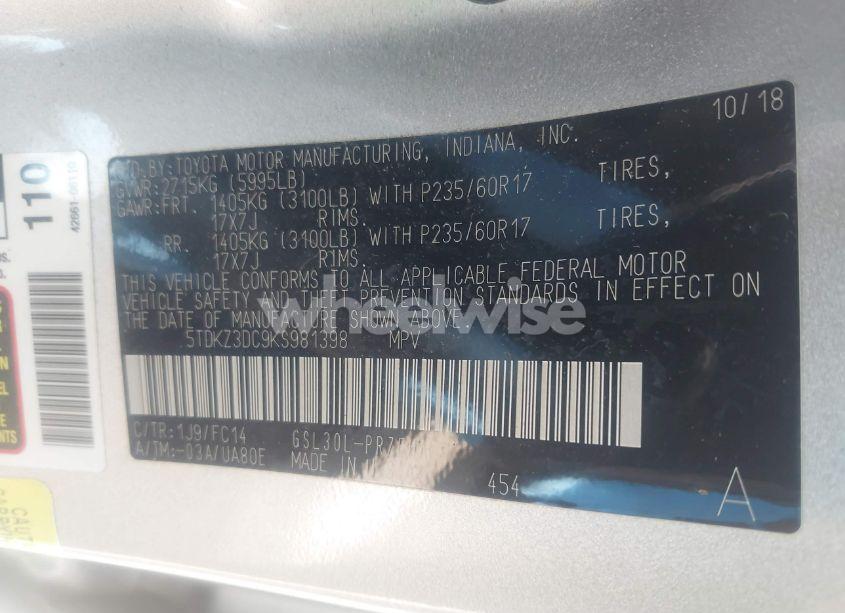 10/18
MFD.BY:TOYOTA MOTOR MANUFACTURING, INDIANA, INC.
GVWR:2715KG (5995LB)
GAWR:FRT. 1405KG (3100LB) WITH P235/60R17 TIRES,
17X7J RIMS.
RR. 1405KG (3100LB) WITH P235/60R17 TIRES,
17X7J RIMS.
THIS VEHICLE CONFORMS TO ALL APPLICABLE FEDERAL MOTOR
VEHICLE SAFETY AND THEFT PREVENTION STANDARDS IN EFFECT ON
THE DATE OF MANUFACTURE SHOWN ABOVE.
5TDKZ3DC9KS981398 MPV
C/TR:1J9/FC14 GSL30L-PRZ
A/TM:-03A/UA80E MADE IN
454
A
110
wheelwise